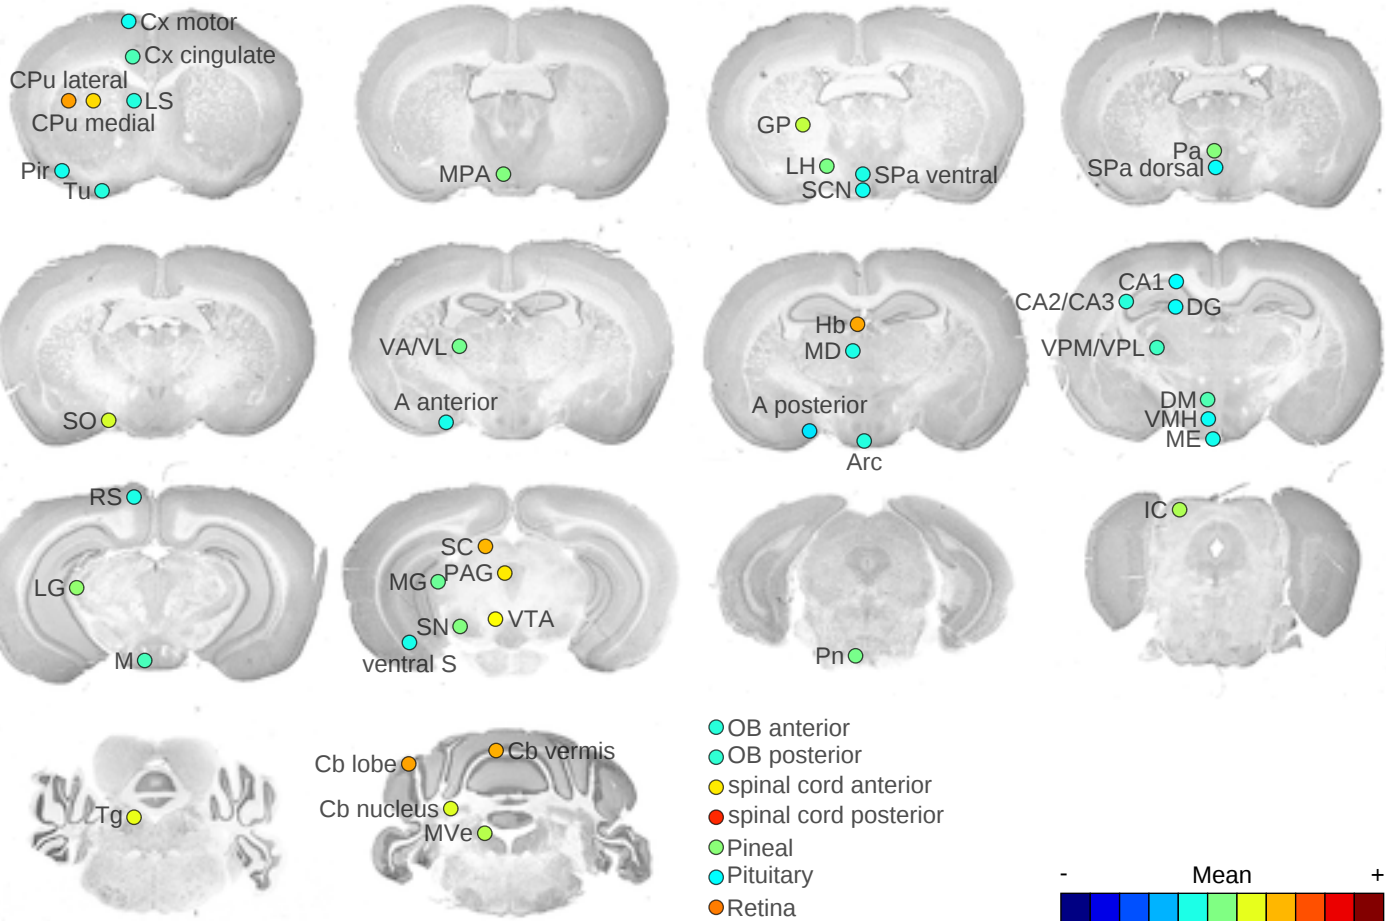 Cx motor
Cx cingulate
CPu lateral
LS
CPu medial
Pir
Tu
MPA
GP
LH
SPa ventral
SCN
Pa
SPa dorsal
SO
VA/VL
A anterior
Hb
MD
A posterior
Arc
CA1
CA2/CA3
DG
VPM/VPL
DM
VMH
ME
RS
LG
M
SC
PAG
MG
VTA
SN
ventral S
Pn
IC
Tg
Cb lobe
Cb vermis
Cb nucleus
MVe
OB anterior
OB posterior
spinal cord anterior
spinal cord posterior
Pineal
Pituitary
Retina
- Mean +